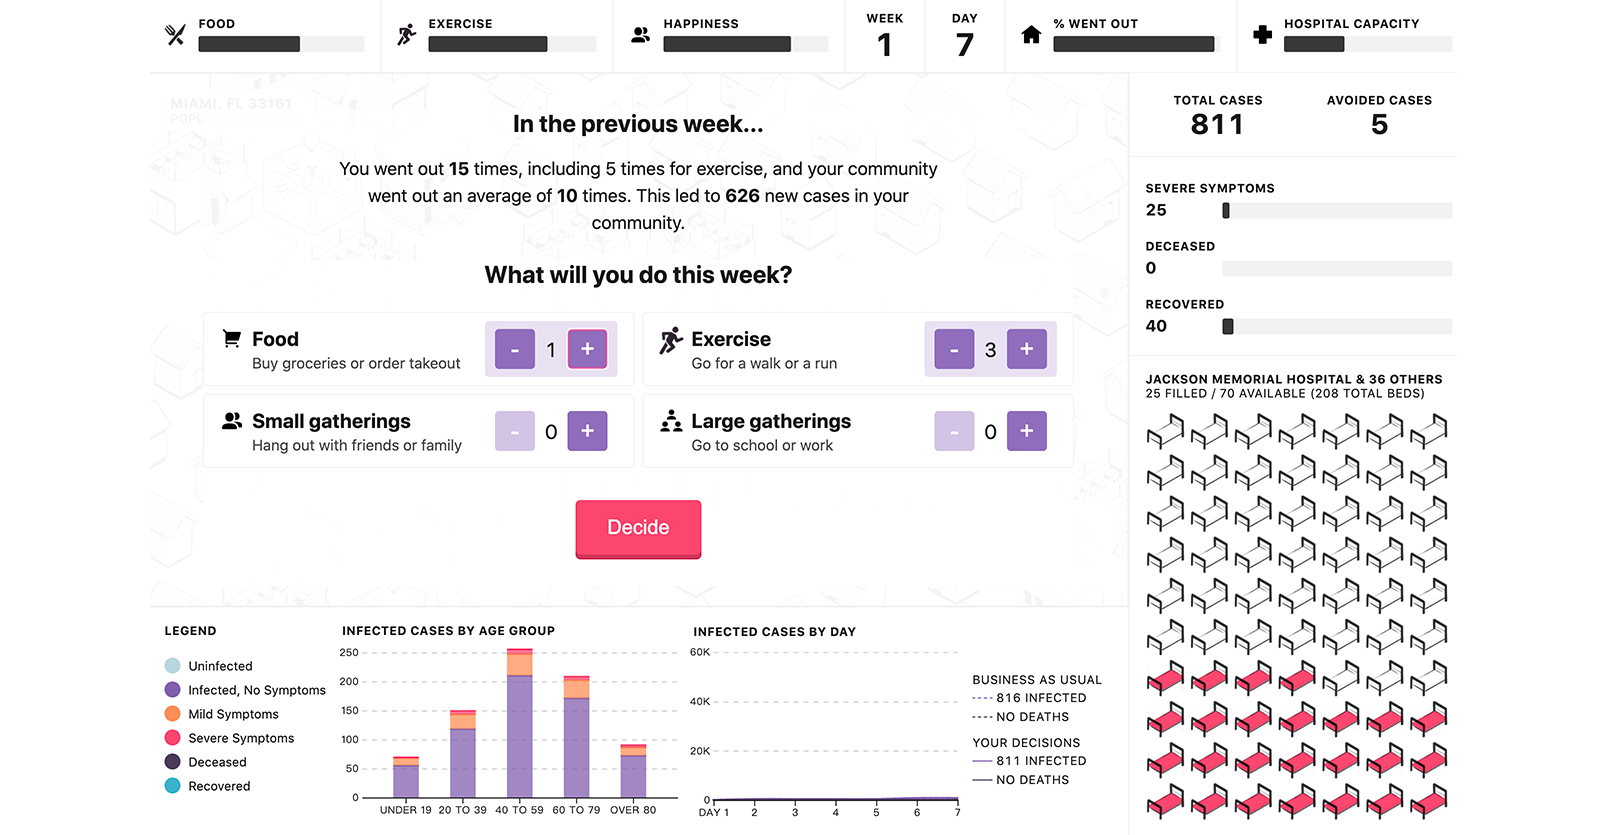 FOOD
EXERCISE
HAPPINESS
WEEK
1
DAY
7
% WENT OUT
HOSPITAL CAPACITY
MIAMI, FL 33161
In the previous week...
You went out 15 times, including 5 times for exercise, and your community
went out an average of 10 times. This led to 626 new cases in your
community.
What will you do this week?
Food
Buy groceries or order takeout
- 1 +
Exercise
Go for a walk or a run
- 3 +
Small gatherings
Hang out with friends or family
- 0 +
Large gatherings
Go to school or work
- 0 +
Decide
TOTAL CASES
811
AVOIDED CASES
5
SEVERE SYMPTOMS
25
DECEASED
0
RECOVERED
40
JACKSON MEMORIAL HOSPITAL & 36 OTHERS
25 FILLED / 70 AVAILABLE (208 TOTAL BEDS)
LEGEND
Uninfected
Infected, No Symptoms
Mild Symptoms
Severe Symptoms
Deceased
Recovered
INFECTED CASES BY AGE GROUP
250
200
150
100
50
0
UNDER 19 20 TO 39 40 TO 59 60 TO 79 OVER 80
INFECTED CASES BY DAY
60K
40K
20K
0
DAY 1 2 3 4 5 6 7
BUSINESS AS USUAL
816 INFECTED
NO DEATHS
YOUR DECISIONS
811 INFECTED
NO DEATHS